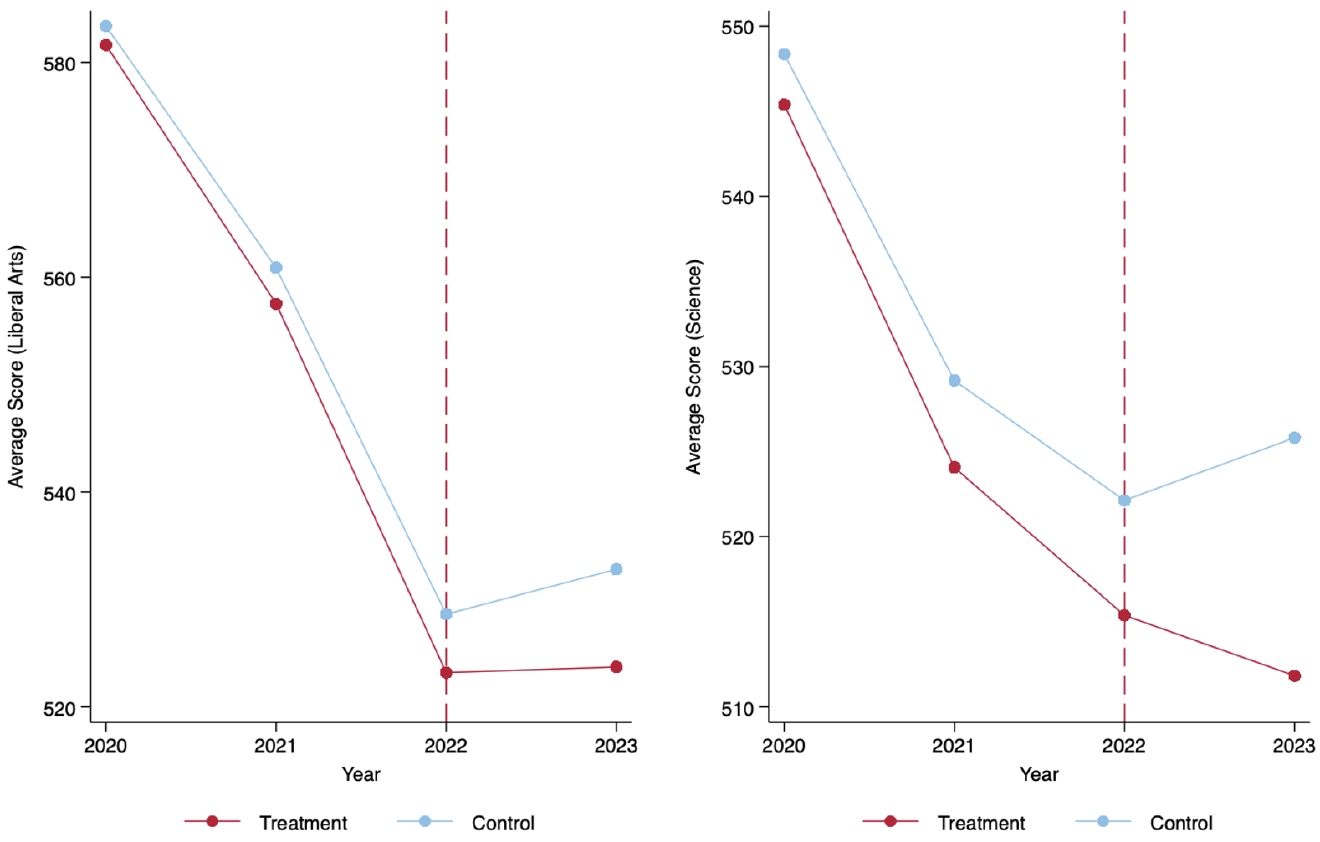 Average Score (Liberal Arts)
580
560
540
520
2020 2021 2022 2023
Year
Treatment Control
Average Score (Science)
550
540
530
520
510
2020 2021 2022 2023
Year
Treatment Control